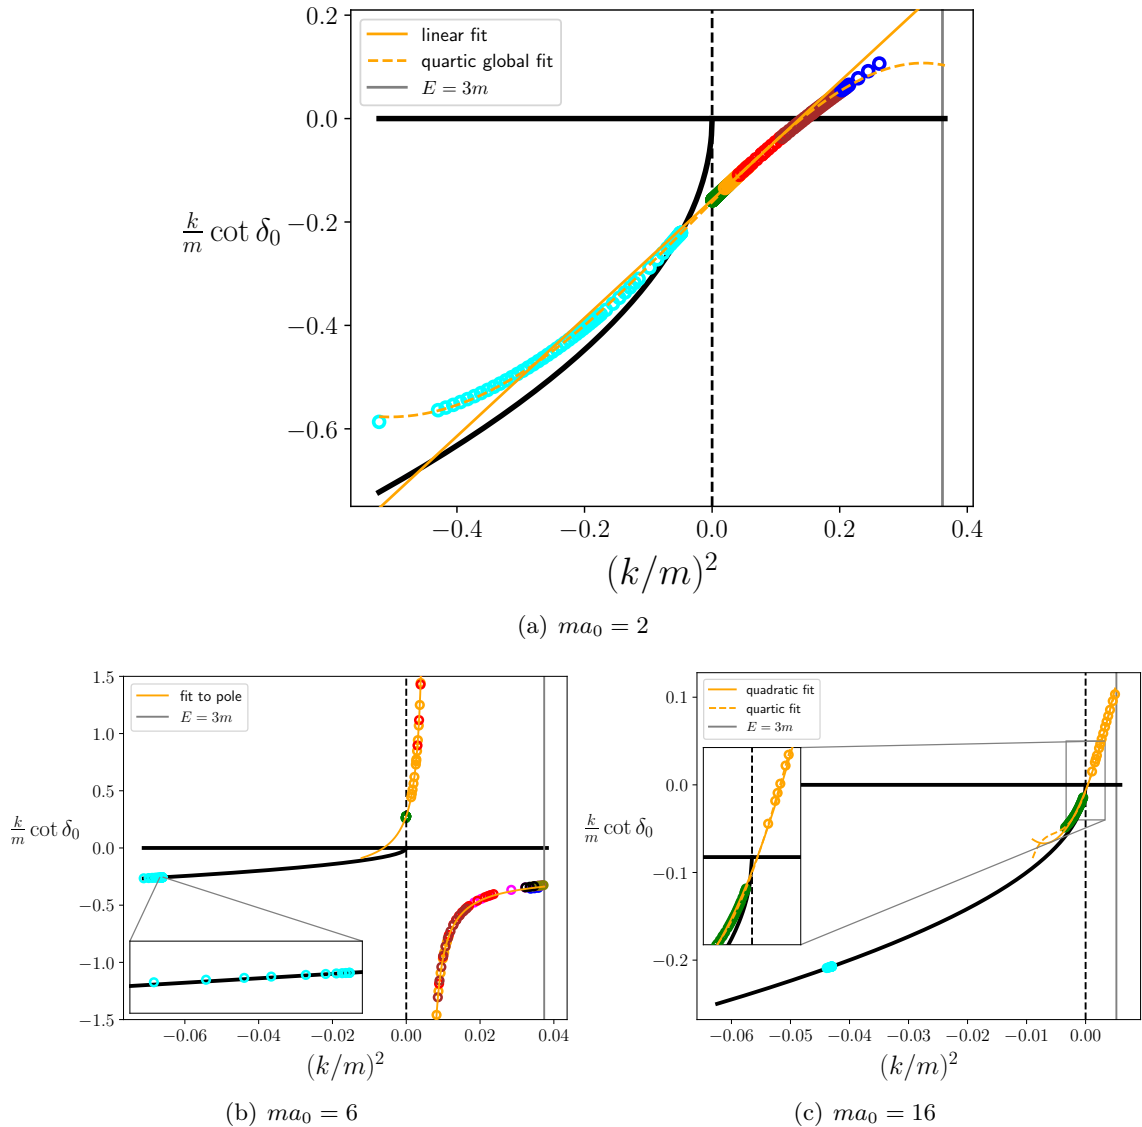 linear fit
quartic global fit
E = 3m
0.2
0.0
−0.2
−0.4
−0.6
k/m cot δ₀
−0.4
−0.2
0.0
0.2
0.4
(k/m)²
(a) ma₀ = 2
fit to pole
E = 3m
1.5
1.0
0.5
0.0
−0.5
−1.0
−1.5
k/m cot δ₀
−0.06
−0.04
−0.02
0.00
0.02
0.04
(k/m)²
(b) ma₀ = 6
quadratic fit
quartic fit
E = 3m
0.1
0.0
−0.1
−0.2
k/m cot δ₀
−0.06
−0.05
−0.04
−0.03
−0.02
−0.01
0.00
(k/m)²
(c) ma₀ = 16